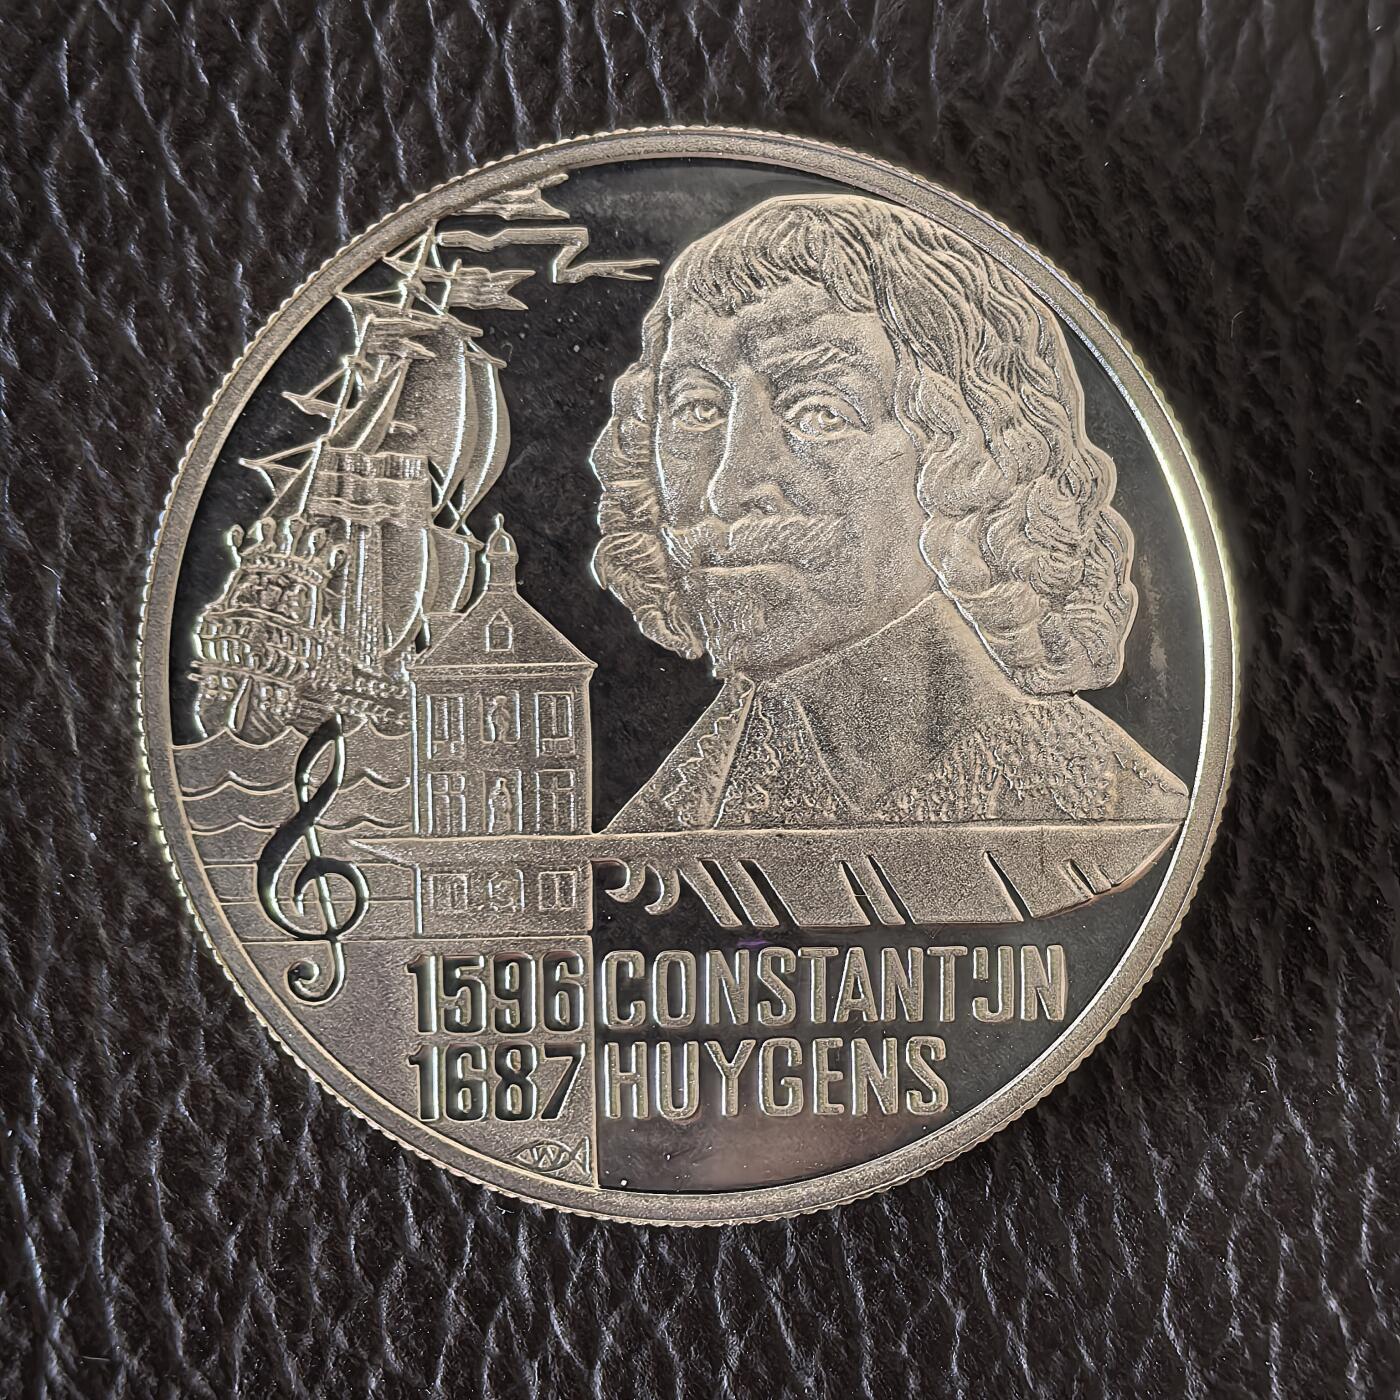 1596 CONSTANTIJN
1687 HUYGENS
W